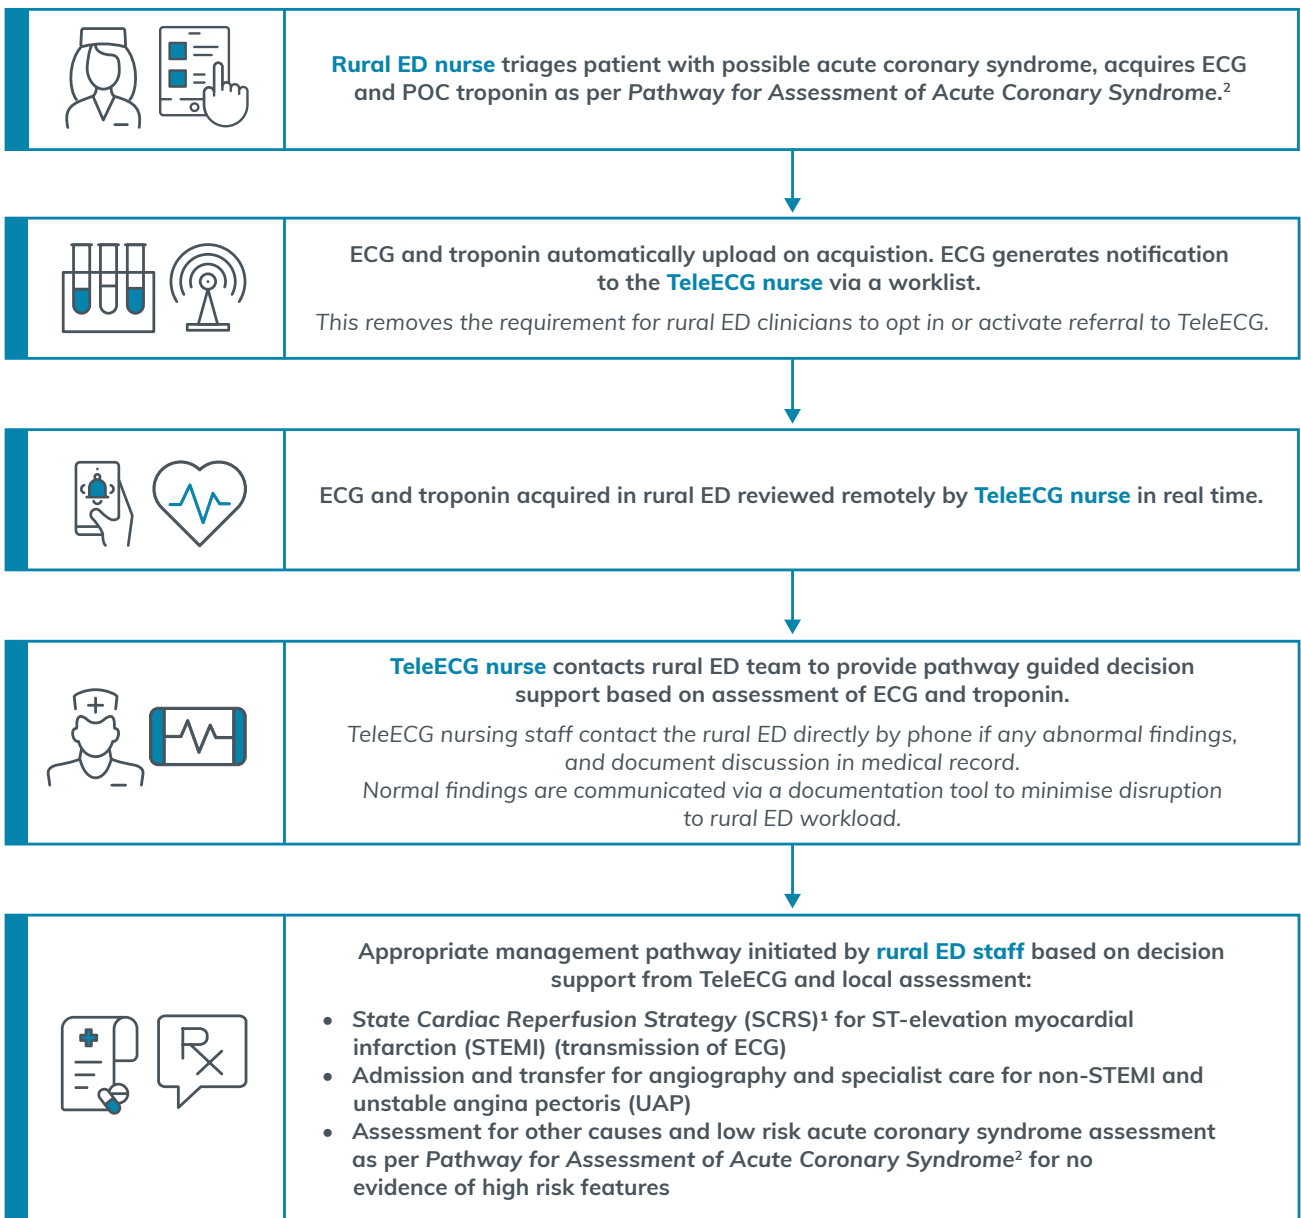 Rural ED nurse triages patient with possible acute coronary syndrome, acquires ECG
and POC troponin as per Pathway for Assessment of Acute Coronary Syndrome.²
ECG and troponin automatically upload on acquistion. ECG generates notification
to the TeleECG nurse via a worklist.
This removes the requirement for rural ED clinicians to opt in or activate referral to TeleECG.
ECG and troponin acquired in rural ED reviewed remotely by TeleECG nurse in real time.
TeleECG nurse contacts rural ED team to provide pathway guided decision
support based on assessment of ECG and troponin.
TeleECG nursing staff contact the rural ED directly by phone if any abnormal findings,
and document discussion in medical record.
Normal findings are communicated via a documentation tool to minimise disruption
to rural ED workload.
Appropriate management pathway initiated by rural ED staff based on decision
support from TeleECG and local assessment:
• State Cardiac Reperfusion Strategy (SCRS)¹ for ST-elevation myocardial
infarction (STEMI) (transmission of ECG)
• Admission and transfer for angiography and specialist care for non-STEMI and
unstable angina pectoris (UAP)
• Assessment for other causes and low risk acute coronary syndrome assessment
as per Pathway for Assessment of Acute Coronary Syndrome² for no
evidence of high risk features
Rx